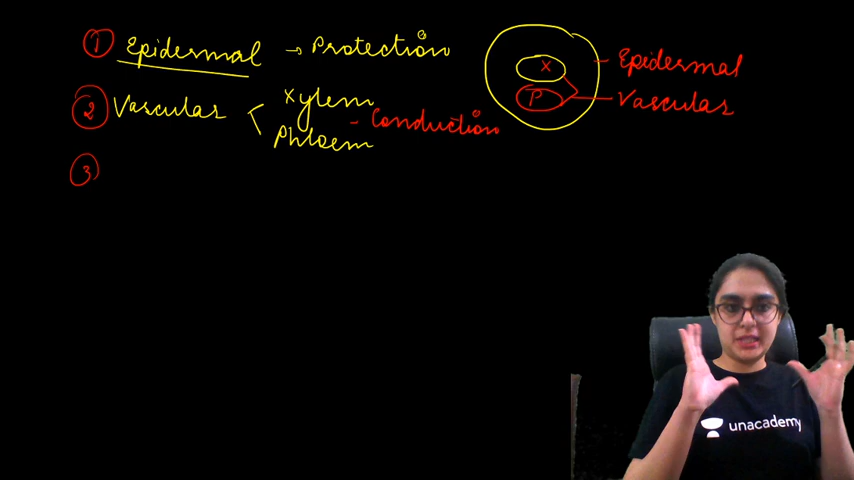 1 Epidermal → Protection
2 Vascular < Xylem
Phloem - Conduction
3
X
P
- Epidermal
- Vascular
unacademy